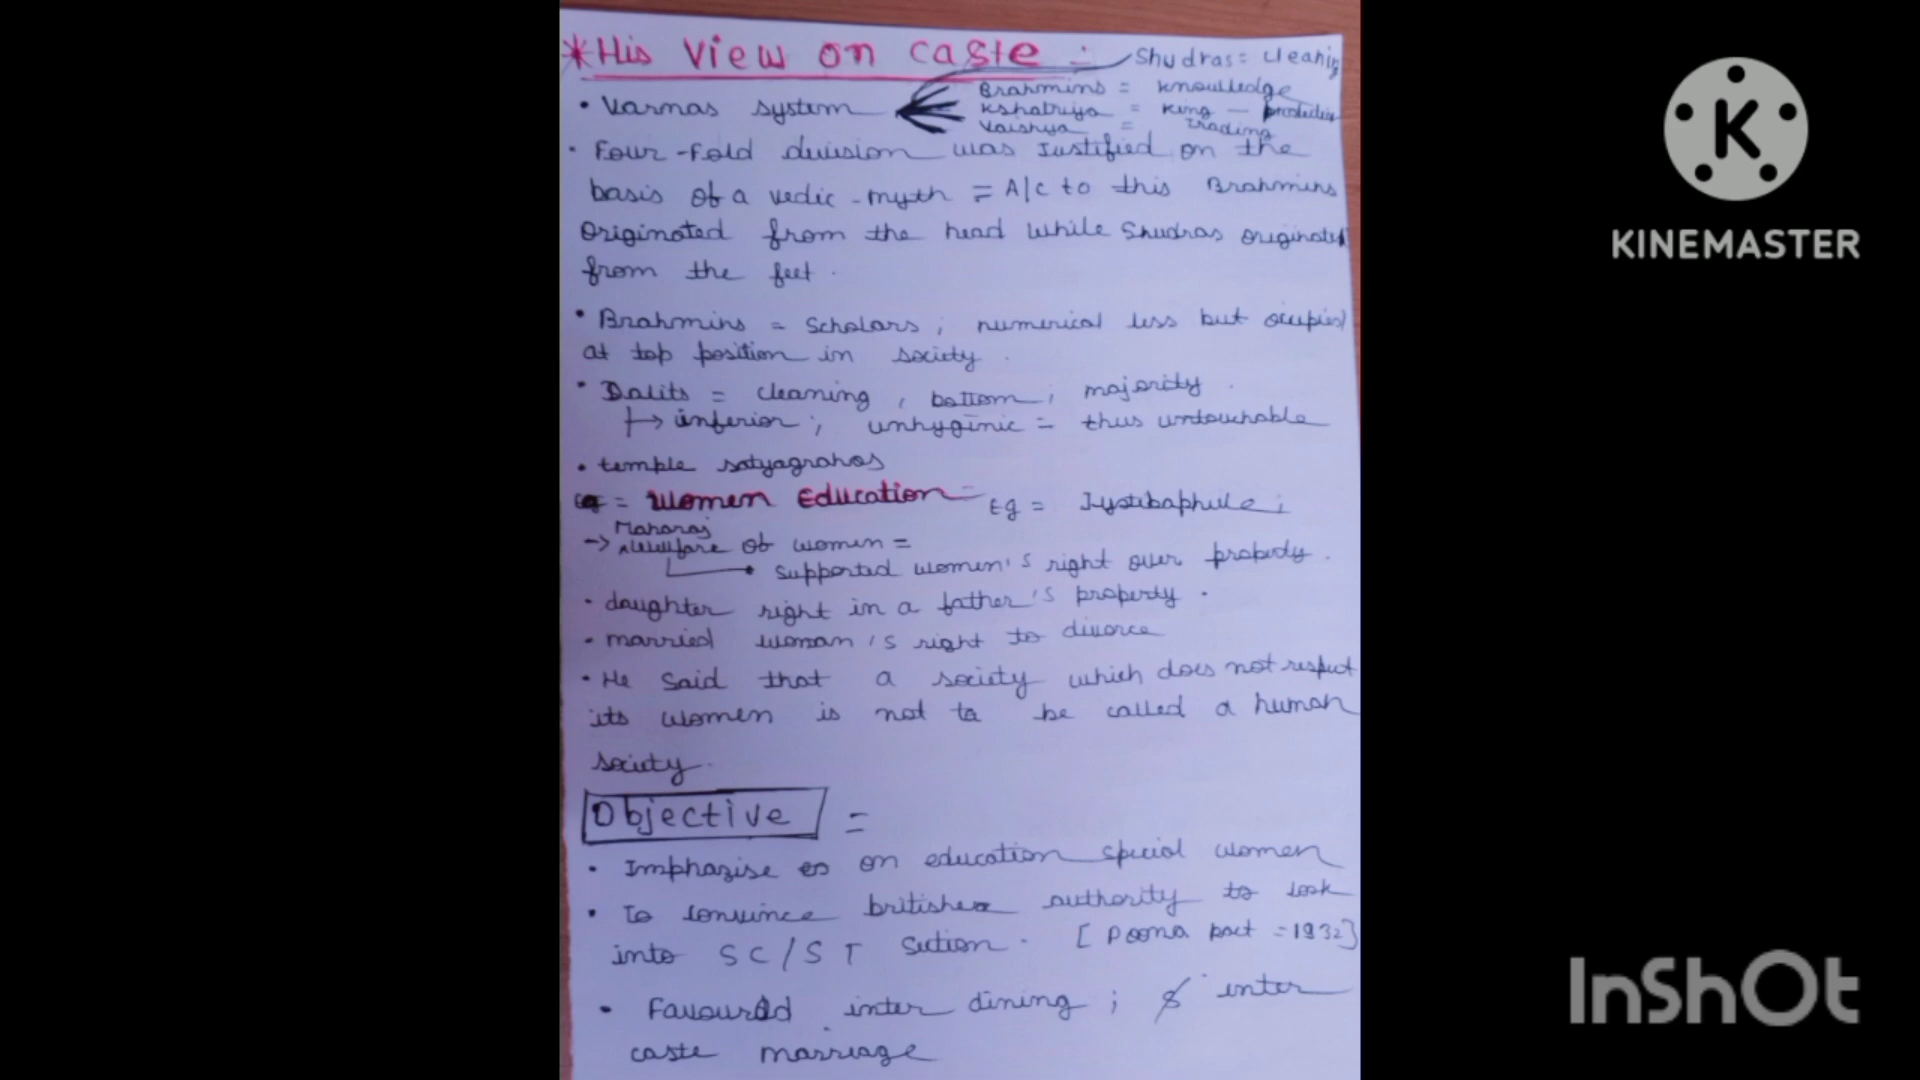 *His View on Caste :-
Shudras = cleaning
Brahmins = knowledge
• Varnas system
Kshatriya = King - protection
Vaishya = Trading
• Four-Fold division was Justified on the
basis of a vedic-myth = A/c to this Brahmins
Originated from the head while Shudras originated
from the feet.
• Brahmins = Scholars, numerical less but occupied
at top position in society.
• Dalits = cleaning, bottom, majority.
→ inferior; unhyginic = thus untouchable
• temple satyagrahas
eg = Women Education - Eg = Jyotibaphule;
Maharaj
→ ^welfare of women =
• supported women's right over property.
• daughter right in a father's property.
• married woman's right to divorce
• He Said that a society which does not respect
its women is not to be called a human
society.
Objective =
• Imphazise on education special women
• To convince british authority to look
into SC/ST section. [Poona pact = 1932]
• Favoured inter dining; & inter
caste marriage
K
KINEMASTER
InShOt